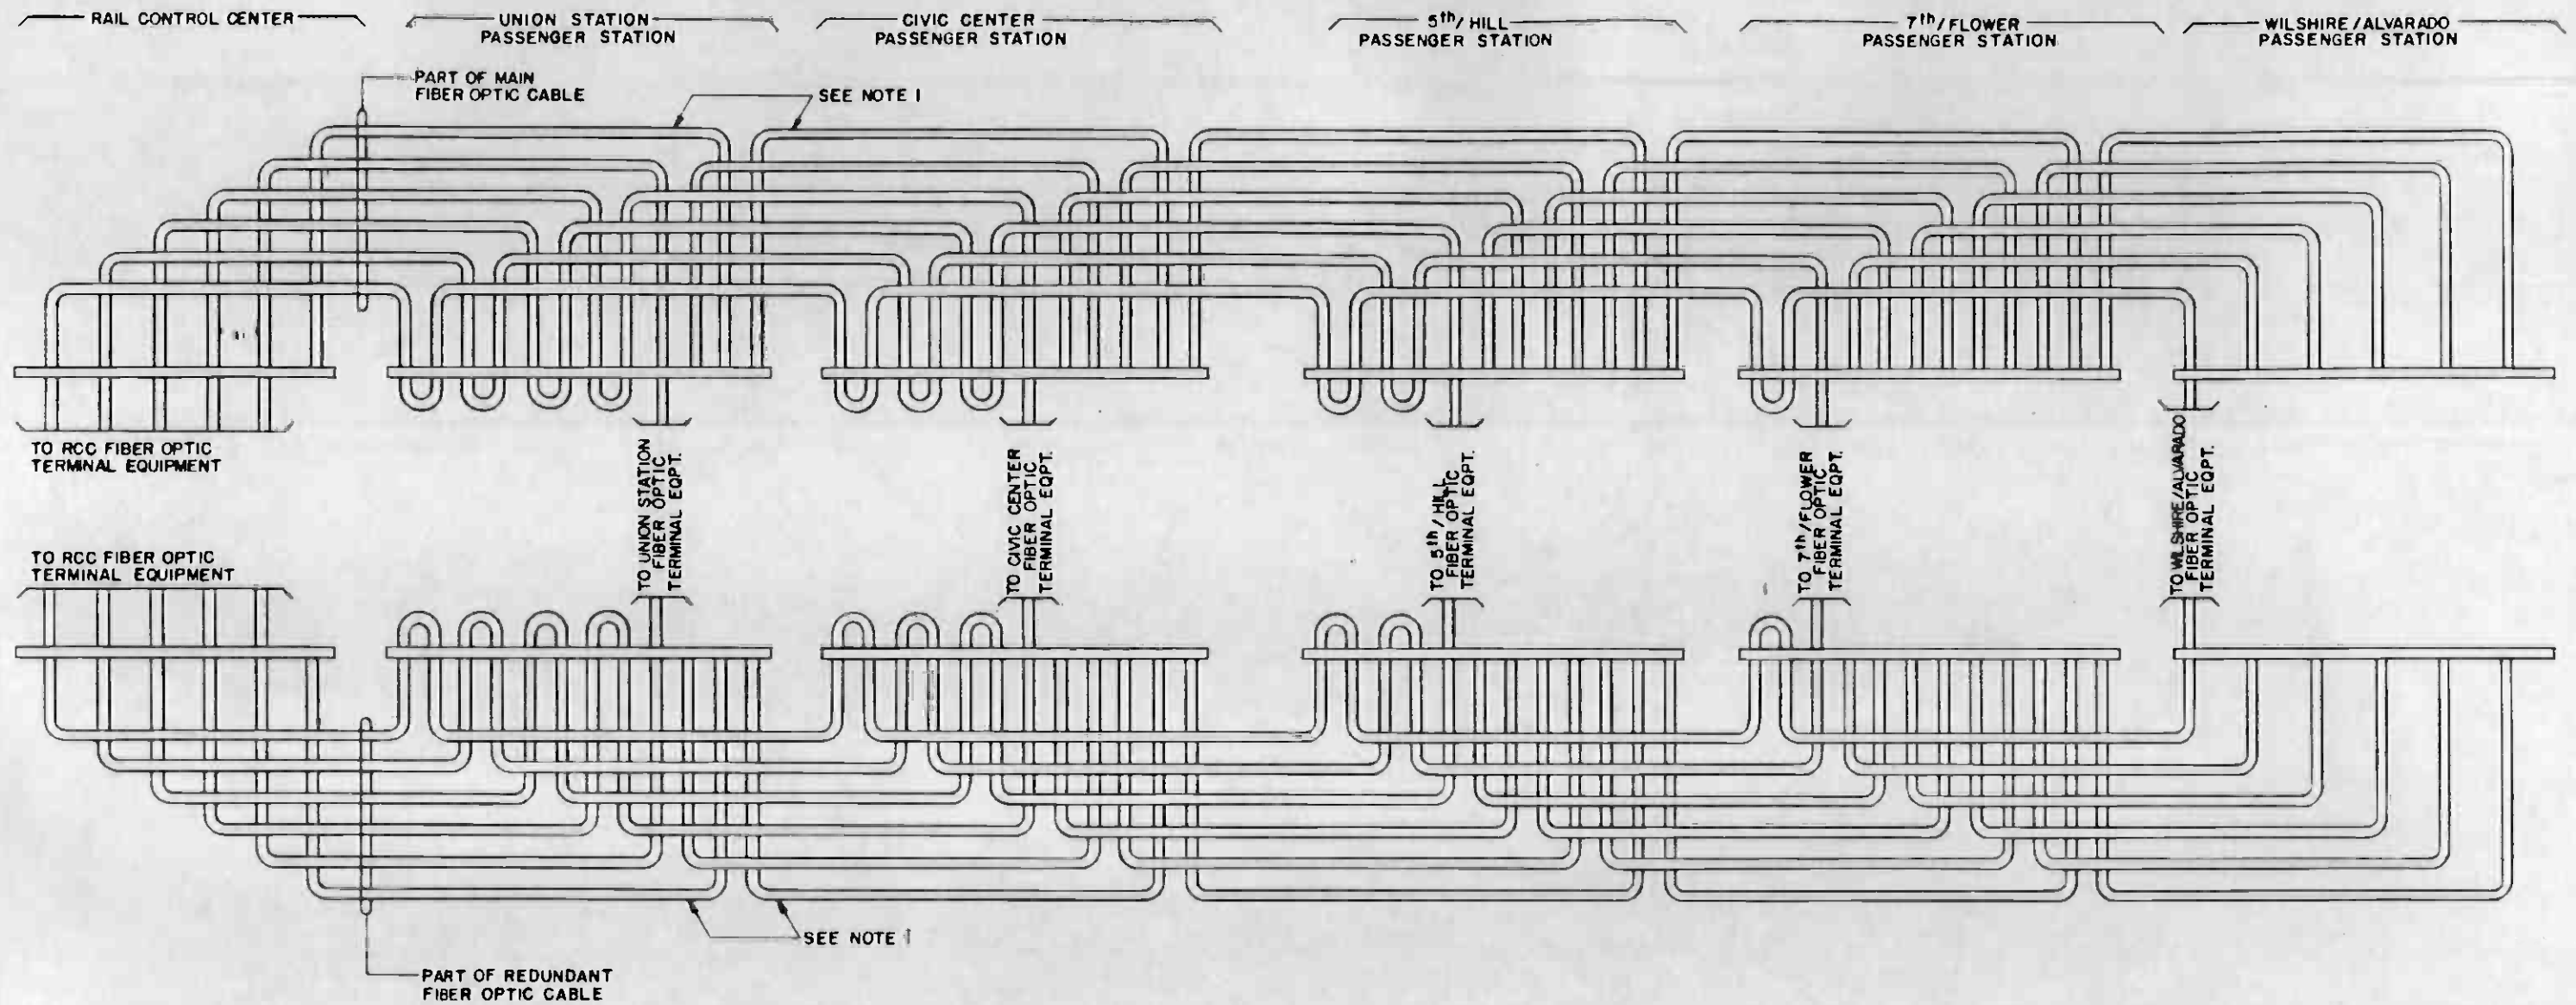 RAIL CONTROL CENTER
UNION STATION
PASSENGER STATION
CIVIC CENTER
PASSENGER STATION
5th/HILL
PASSENGER STATION
7th/FLOWER
PASSENGER STATION
WILSHIRE/ALVARADO
PASSENGER STATION
PART OF MAIN
FIBER OPTIC CABLE
SEE NOTE 1
TO RCC FIBER OPTIC
TERMINAL EQUIPMENT
TO UNION STATION
FIBER OPTIC
TERMINAL EQPT.
TO CIVIC CENTER
FIBER OPTIC
TERMINAL EQPT.
TO 5th/HILL
FIBER OPTIC
TERMINAL EQPT.
TO 7th/FLOWER
FIBER OPTIC
TERMINAL EQPT.
TO WILSHIRE/ALVARADO
FIBER OPTIC
TERMINAL EQPT.
TO RCC FIBER OPTIC
TERMINAL EQUIPMENT
SEE NOTE 1
PART OF REDUNDANT
FIBER OPTIC CABLE